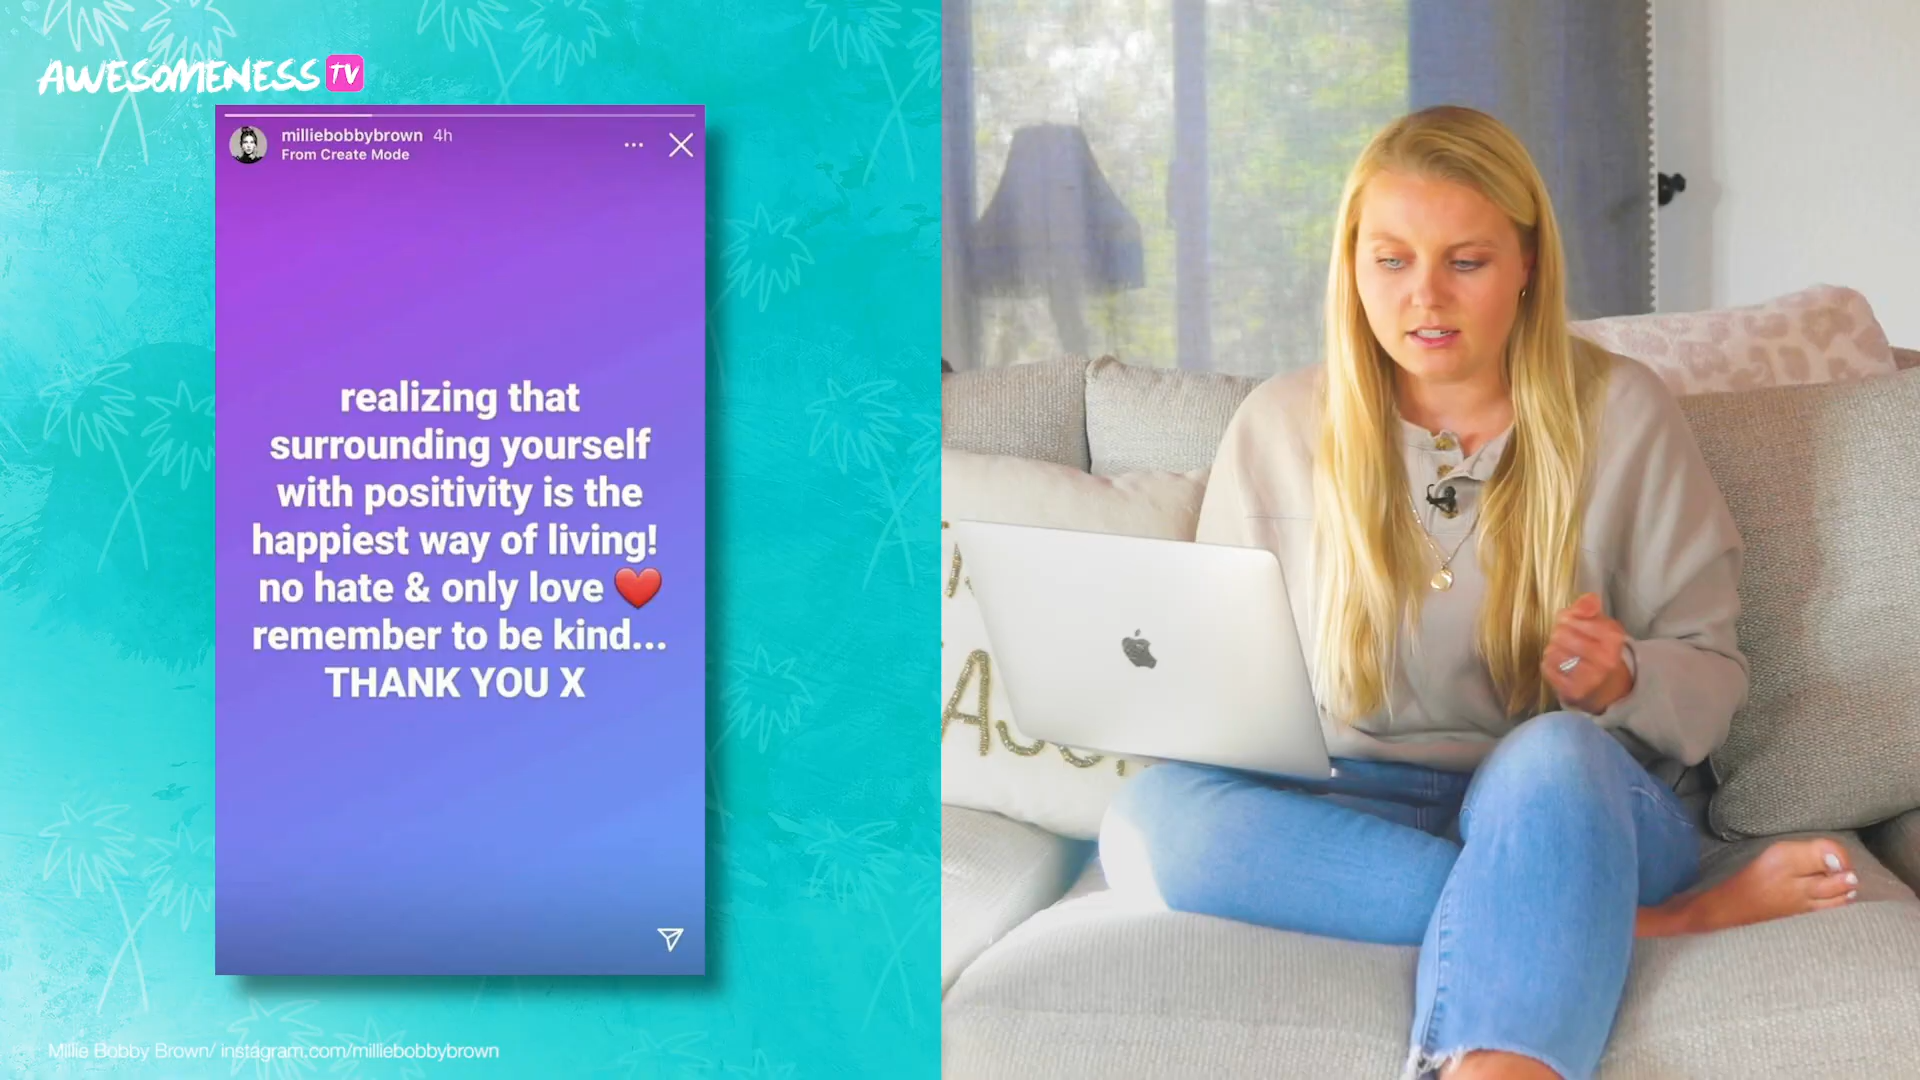 AWESOMENESS TV
milliebobbybrown 4h
From Create Mode
realizing that
surrounding yourself
with positivity is the
happiest way of living!
no hate & only love ❤️
remember to be kind...
THANK YOU X
Millie Bobby Brown/ instagram.com/milliebobbybrown